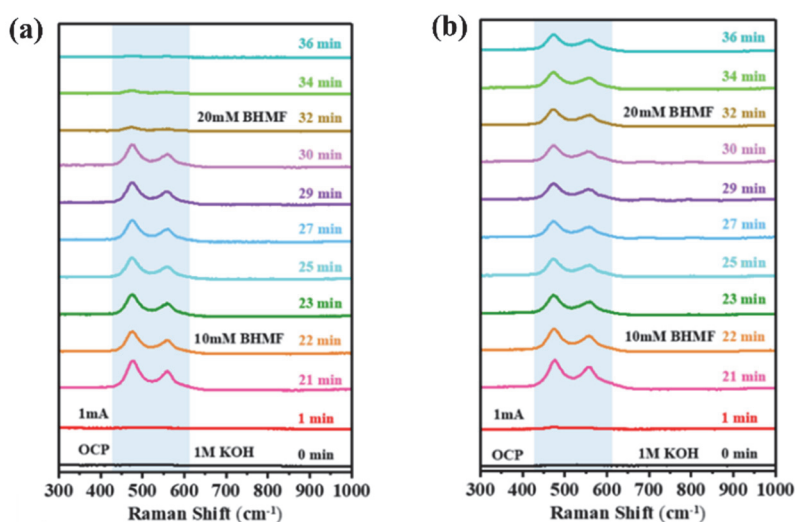 (a)
36 min
34 min
20mM BHMF 32 min
30 min
29 min
27 min
25 min
23 min
10mM BHMF 22 min
21 min
1mA 1 min
OCP 1M KOH 0 min
300 400 500 600 700 800 900 1000
Raman Shift (cm-1)
(b)
36 min
34 min
20mM BHMF 32 min
30 min
29 min
27 min
25 min
23 min
10mM BHMF 22 min
21 min
1mA 1 min
OCP 1M KOH 0 min
300 400 500 600 700 800 900 1000
Raman Shift (cm-1)